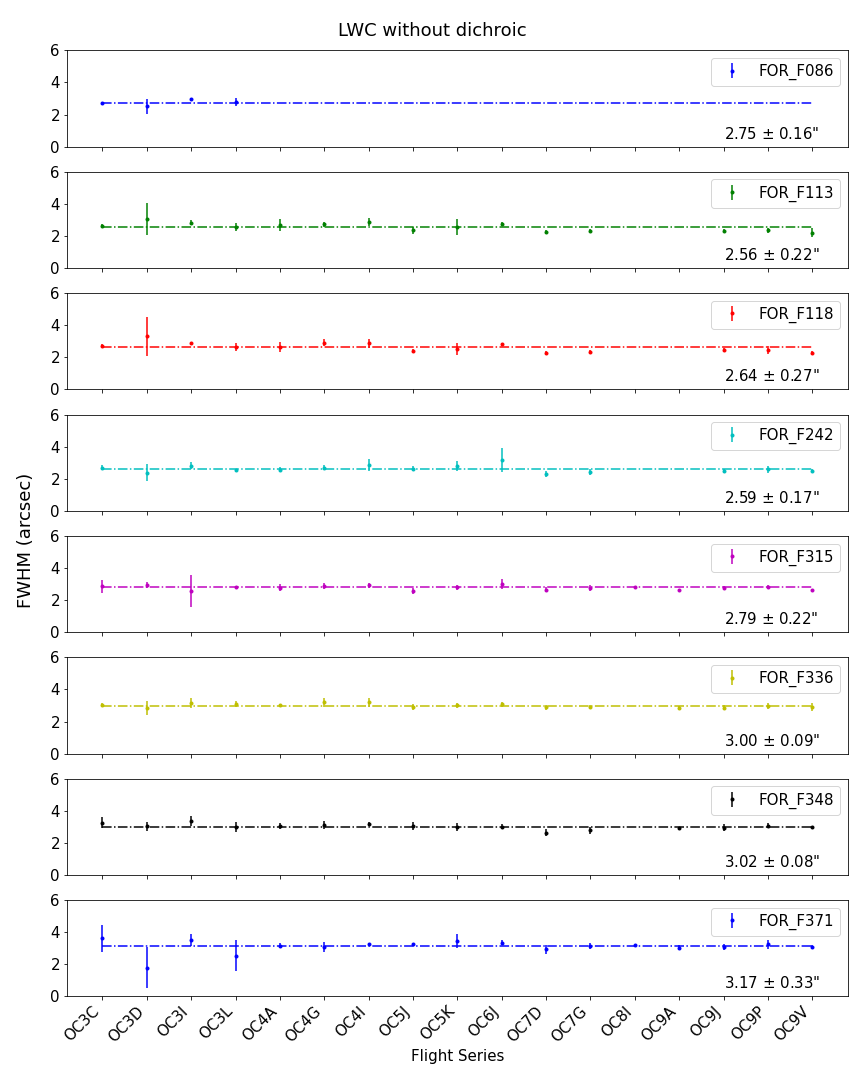 LWC without dichroic
6
4
2
0
FOR_F086
2.75 ± 0.16"
6
4
2
0
FOR_F113
2.56 ± 0.22"
6
4
2
0
FOR_F118
2.64 ± 0.27"
6
4
2
0
FOR_F242
2.59 ± 0.17"
FWHM (arcsec)
6
4
2
0
FOR_F315
2.79 ± 0.22"
6
4
2
0
FOR_F336
3.00 ± 0.09"
6
4
2
0
FOR_F348
3.02 ± 0.08"
6
4
2
0
FOR_F371
3.17 ± 0.33"
OC3C OC3D OC3I OC3L OC4A OC4G OC4I OC5J OC5K OC6J OC7D OC7G OC8I OC9A OC9J OC9P OC9V
Flight Series